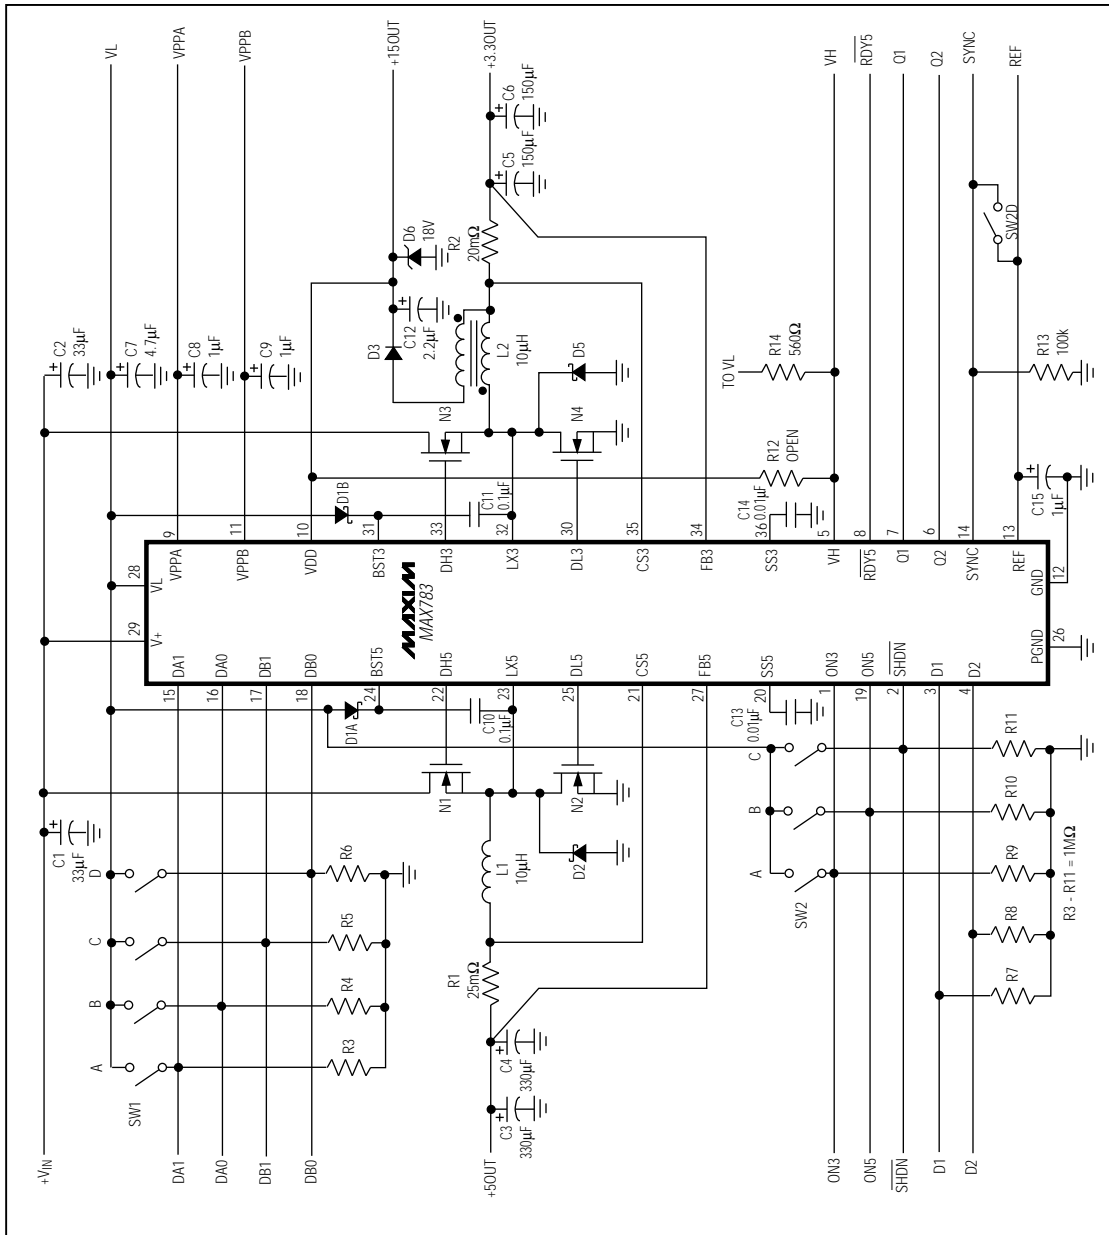 VL
VPPA
VPPB
+15OUT
+3.3OUT
VH
RDY5
Q1
Q2
SYNC
REF
C6
150µF
C5
150µF
D6
18V
R2
20mΩ
SW2D
C2
33µF
C7
4.7µF
C8
1µF
C9
1µF
D3
C12
2.2µF
L2
10µH
D5
TO VL
R14
560Ω
R13
100k
N3
N4
R12
OPEN
D1B
C11
0.1µF
C14
0.01µF
C15
1µF
28
9
11
10
31
33
32
30
35
34
36
5
8
7
6
14
13
12
VL
VPPA
VPPB
VDD
BST3
DH3
LX3
DL3
CS3
FB3
SS3
VH
RDY5
Q1
Q2
SYNC
REF
GND
MAXIM
MAX783
29
V+
DA1
DA0
DB1
DB0
BST5
DH5
LX5
DL5
CS5
FB5
SS5
ON3
ON5
SHDN
D1
D2
PGND
26
15
16
17
18
24
22
23
25
21
27
20
1
19
2
3
4
D1A
C10
0.1µF
C13
0.01µF
N1
N2
C1
33µF
L1
10µH
D2
A
B
C
D
SW1
R3
R4
R5
R6
R1
25mΩ
C4
330µF
C3
330µF
A
B
C
SW2
R7
R8
R9
R10
R11
R3 - R11 = 1MΩ
+VIN
DA1
DA0
DB1
DB0
+5OUT
ON3
ON5
SHDN
D1
D2